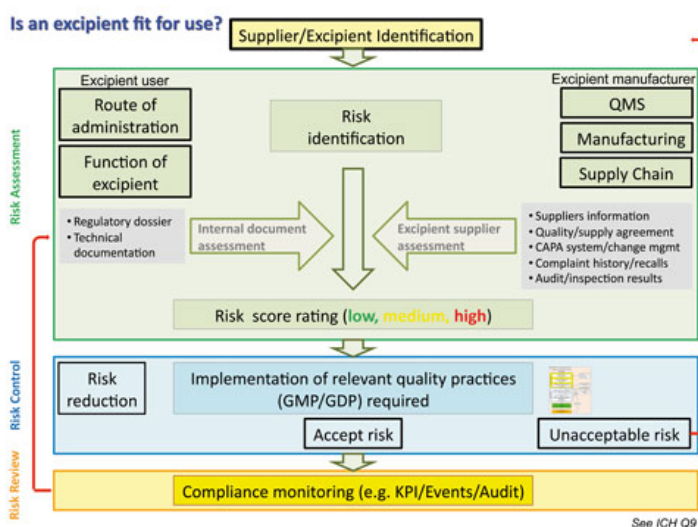 Is an excipient fit for use?
Supplier/Excipient Identification
Excipient user
Route of
administration
Function of
excipient
Risk
identification
Excipient manufacturer
QMS
Manufacturing
Supply Chain
Risk Assessment
• Regulatory dossier
• Technical
documentation
Internal document
assessment
Excipient supplier
assessment
• Suppliers information
• Quality/supply agreement
• CAPA system/change mgmt
• Complaint history/recalls
• Audit/inspection results
Risk score rating (low, medium, high)
Risk Control
Risk
reduction
Implementation of relevant quality practices
(GMP/GDP) required
Accept risk
Unacceptable risk
Risk Review
Compliance monitoring (e.g. KPI/Events/Audit)
See ICH Q9